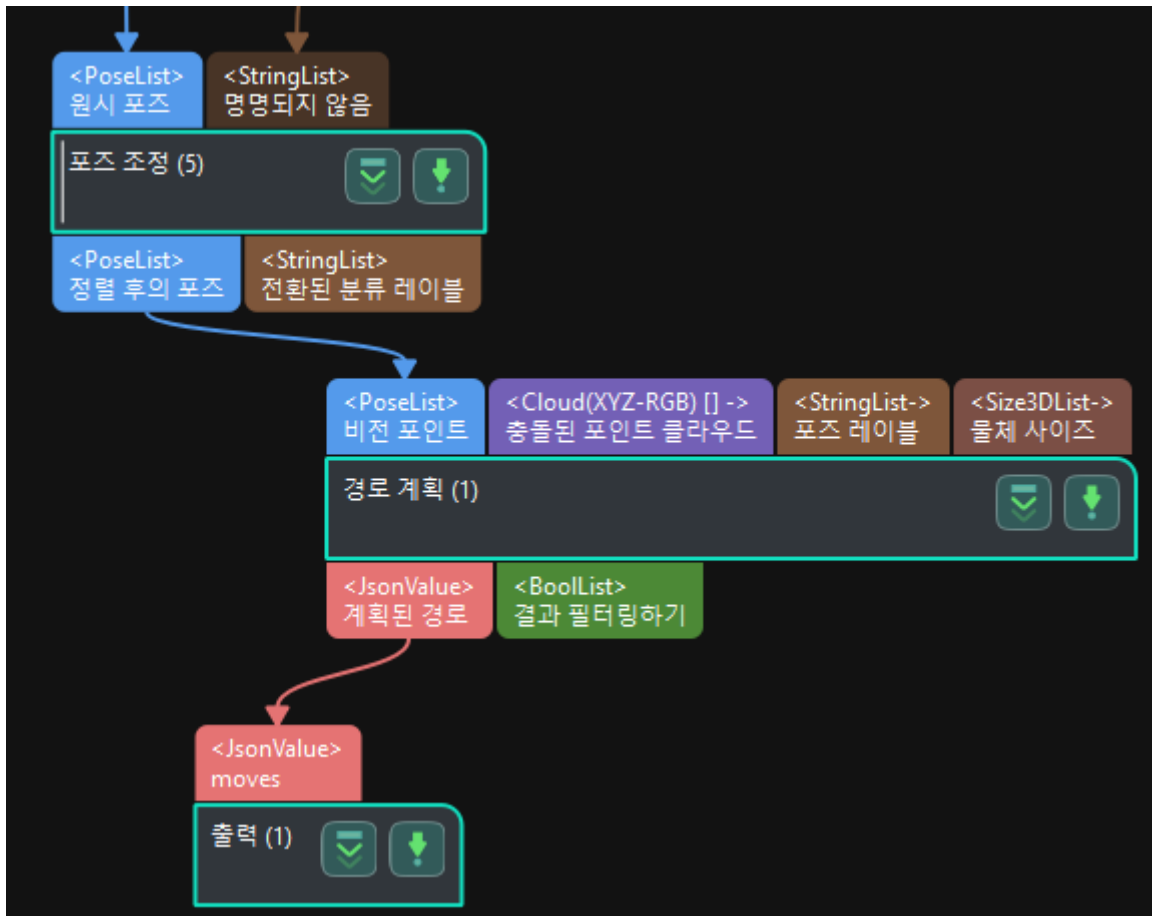 <PoseList>
원시 포즈
<StringList>
명명되지 않음
포즈 조정 (5)
<PoseList>
정렬 후의 포즈
<StringList>
전환된 분류 레이블
<PoseList>
비전 포인트
<Cloud(XYZ-RGB) [] ->
충돌된 포인트 클라우드
<StringList->
포즈 레이블
<Size3DList->
물체 사이즈
경로 계획 (1)
<JsonValue>
계획된 경로
<BoolList>
결과 필터링하기
<JsonValue>
moves
출력 (1)